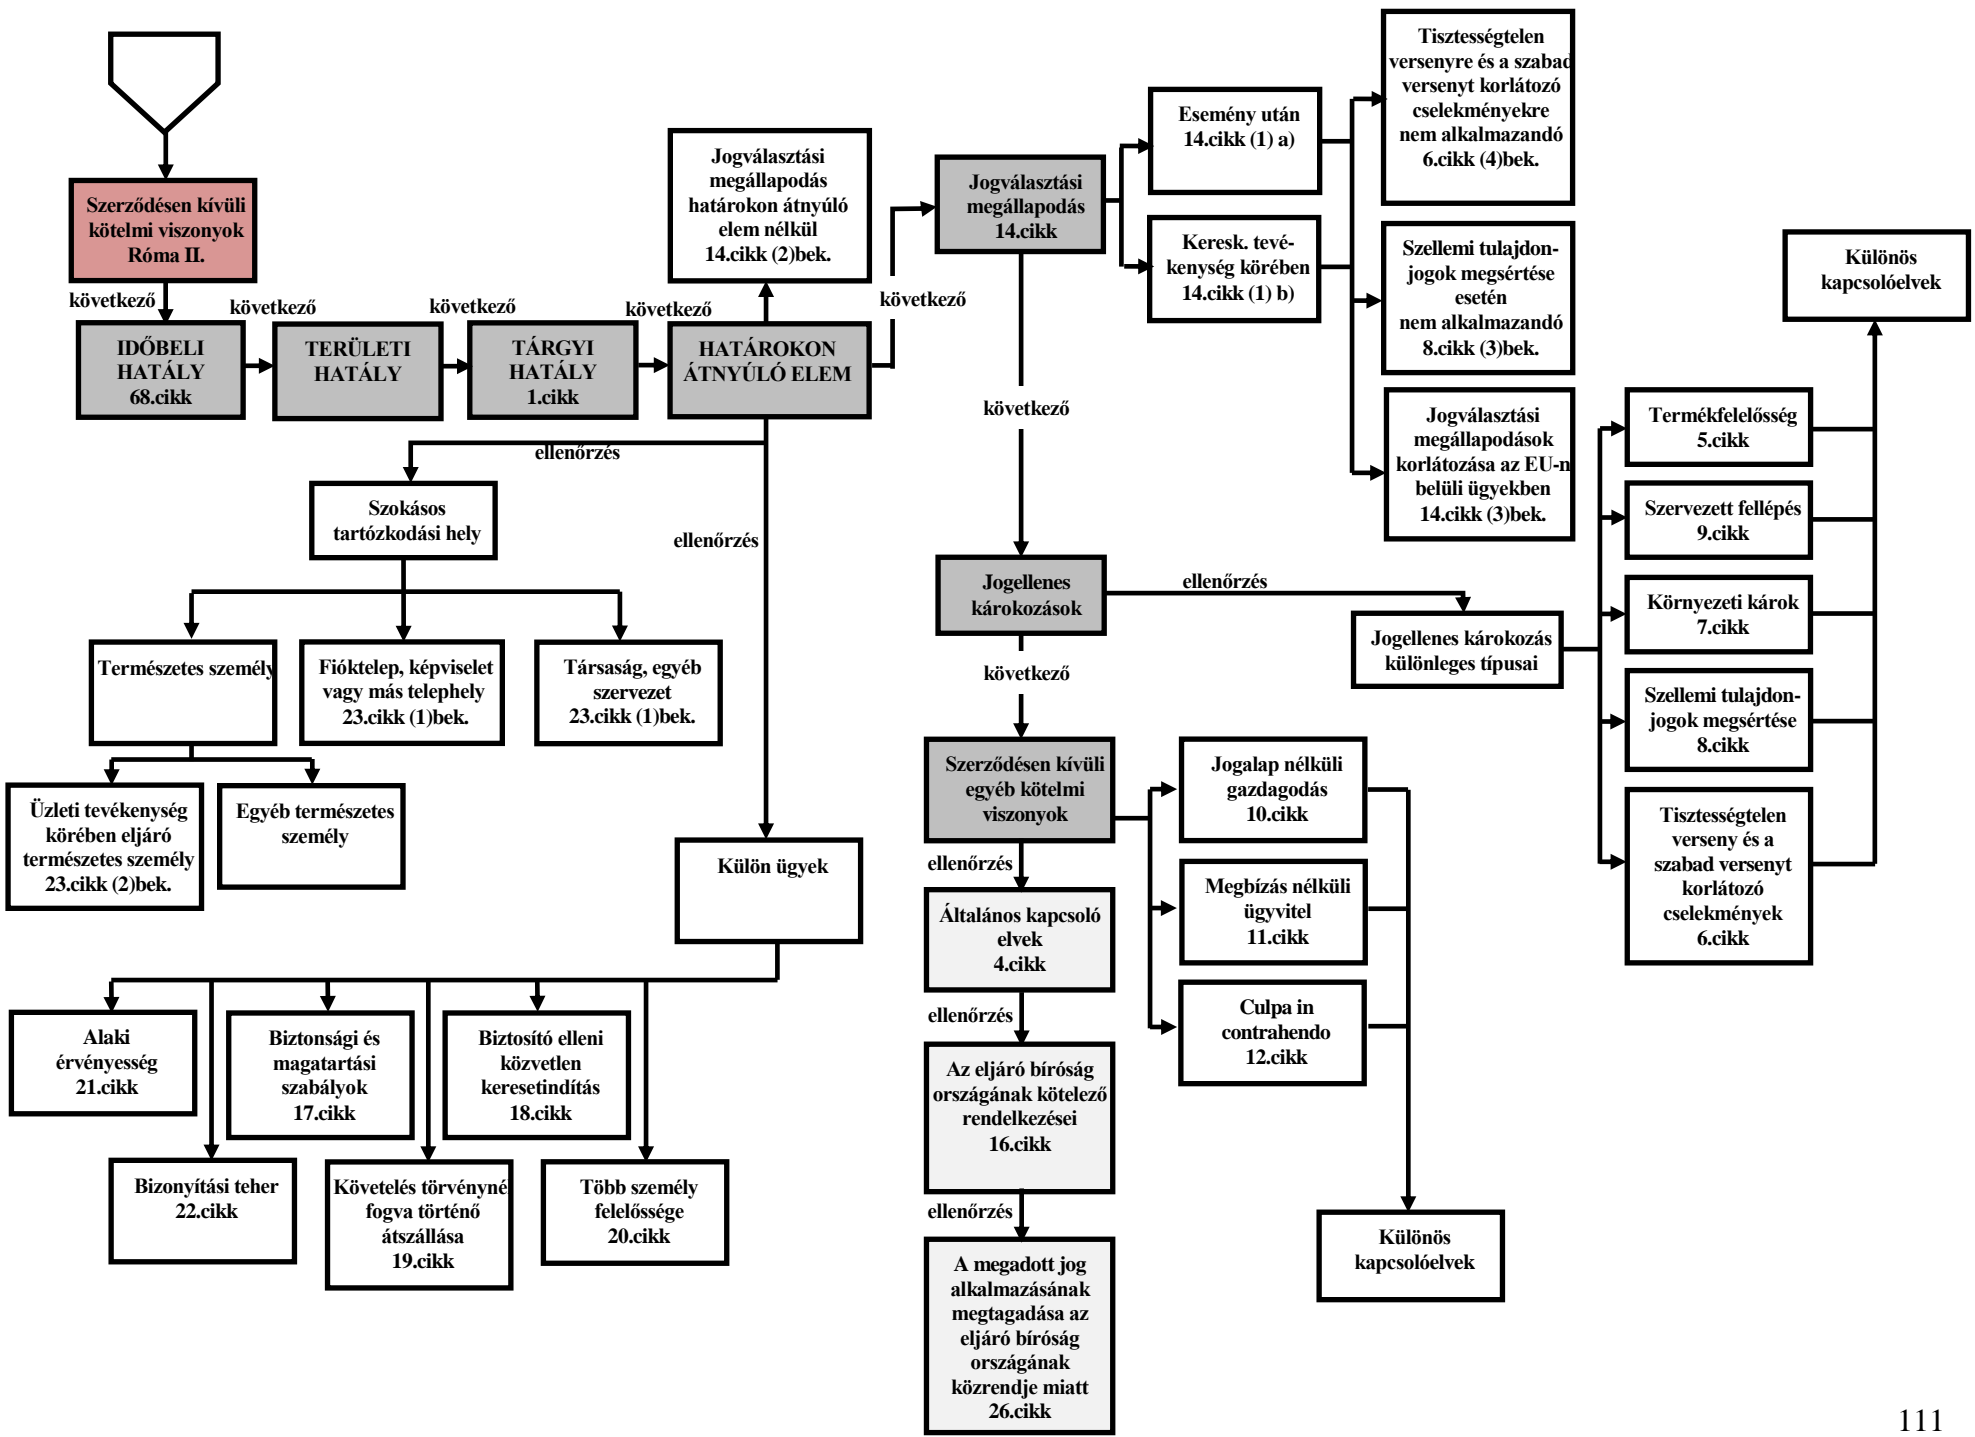 Szerződésen kívüli
kötelmi viszonyok
Róma II.
következő
IDŐBELI
HATÁLY
68.cikk
következő
TERÜLETI
HATÁLY
következő
TÁRGYI
HATÁLY
1.cikk
következő
HATÁROKON
ÁTNYÚLÓ ELEM
Jogválasztási
megállapodás
határokon átnyúló
elem nélkül
14.cikk (2)bek.
következő
Jogválasztási
megállapodás
14.cikk
Esemény után
14.cikk (1) a)
Keresk. tevé-
kenység körében
14.cikk (1) b)
Tisztességtelen
versenyre és a szabad
versenyt korlátozó
cselekményekre
nem alkalmazandó
6.cikk (4)bek.
Szellemi tulajdon-
jogok megsértése
esetén
nem alkalmazandó
8.cikk (3)bek.
Jogválasztási
megállapodások
korlátozása az EU-n
belüli ügyekben
14.cikk (3)bek.
Különös
kapcsolóelvek
ellenőrzés
Szokásos
tartózkodási hely
Természetes személy
Fióktelep, képviselet
vagy más telephely
23.cikk (1)bek.
Társaság, egyéb
szervezet
23.cikk (1)bek.
Üzleti tevékenység
körében eljáró
természetes személy
23.cikk (2)bek.
Egyéb természetes
személy
ellenőrzés
Külön ügyek
Alaki
érvényesség
21.cikk
Biztonsági és
magatartási
szabályok
17.cikk
Biztosító elleni
közvetlen
keresetindítás
18.cikk
Bizonyítási teher
22.cikk
Követelés törvényné
fogva történő
átszállása
19.cikk
Több személy
felelőssége
20.cikk
következő
Jogellenes
károkozások
ellenőrzés
Jogellenes károkozás
különleges típusai
Termékfelelősség
5.cikk
Szervezett fellépés
9.cikk
Környezeti károk
7.cikk
Szellemi tulajdon-
jogok megsértése
8.cikk
Tisztességtelen
verseny és a
szabad versenyt
korlátozó
cselekmények
6.cikk
következő
Szerződésen kívüli
egyéb kötelmi
viszonyok
Jogalap nélküli
gazdagodás
10.cikk
Megbízás nélküli
ügyvitel
11.cikk
Culpa in
contrahendo
12.cikk
Különös
kapcsolóelvek
ellenőrzés
Általános kapcsoló
elvek
4.cikk
ellenőrzés
Az eljáró bíróság
országának kötelező
rendelkezései
16.cikk
ellenőrzés
A megadott jog
alkalmazásának
megtagadása az
eljáró bíróság
országának
közrendje miatt
26.cikk
111